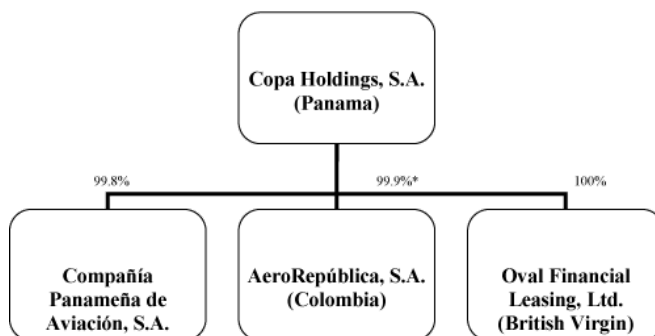 Copa Holdings, S.A.
(Panama)
99.8%
99.9%*
100%
Compañía
Panameña de
Aviación, S.A.
AeroRepública, S.A.
(Colombia)
Oval Financial
Leasing, Ltd.
(British Virgin)